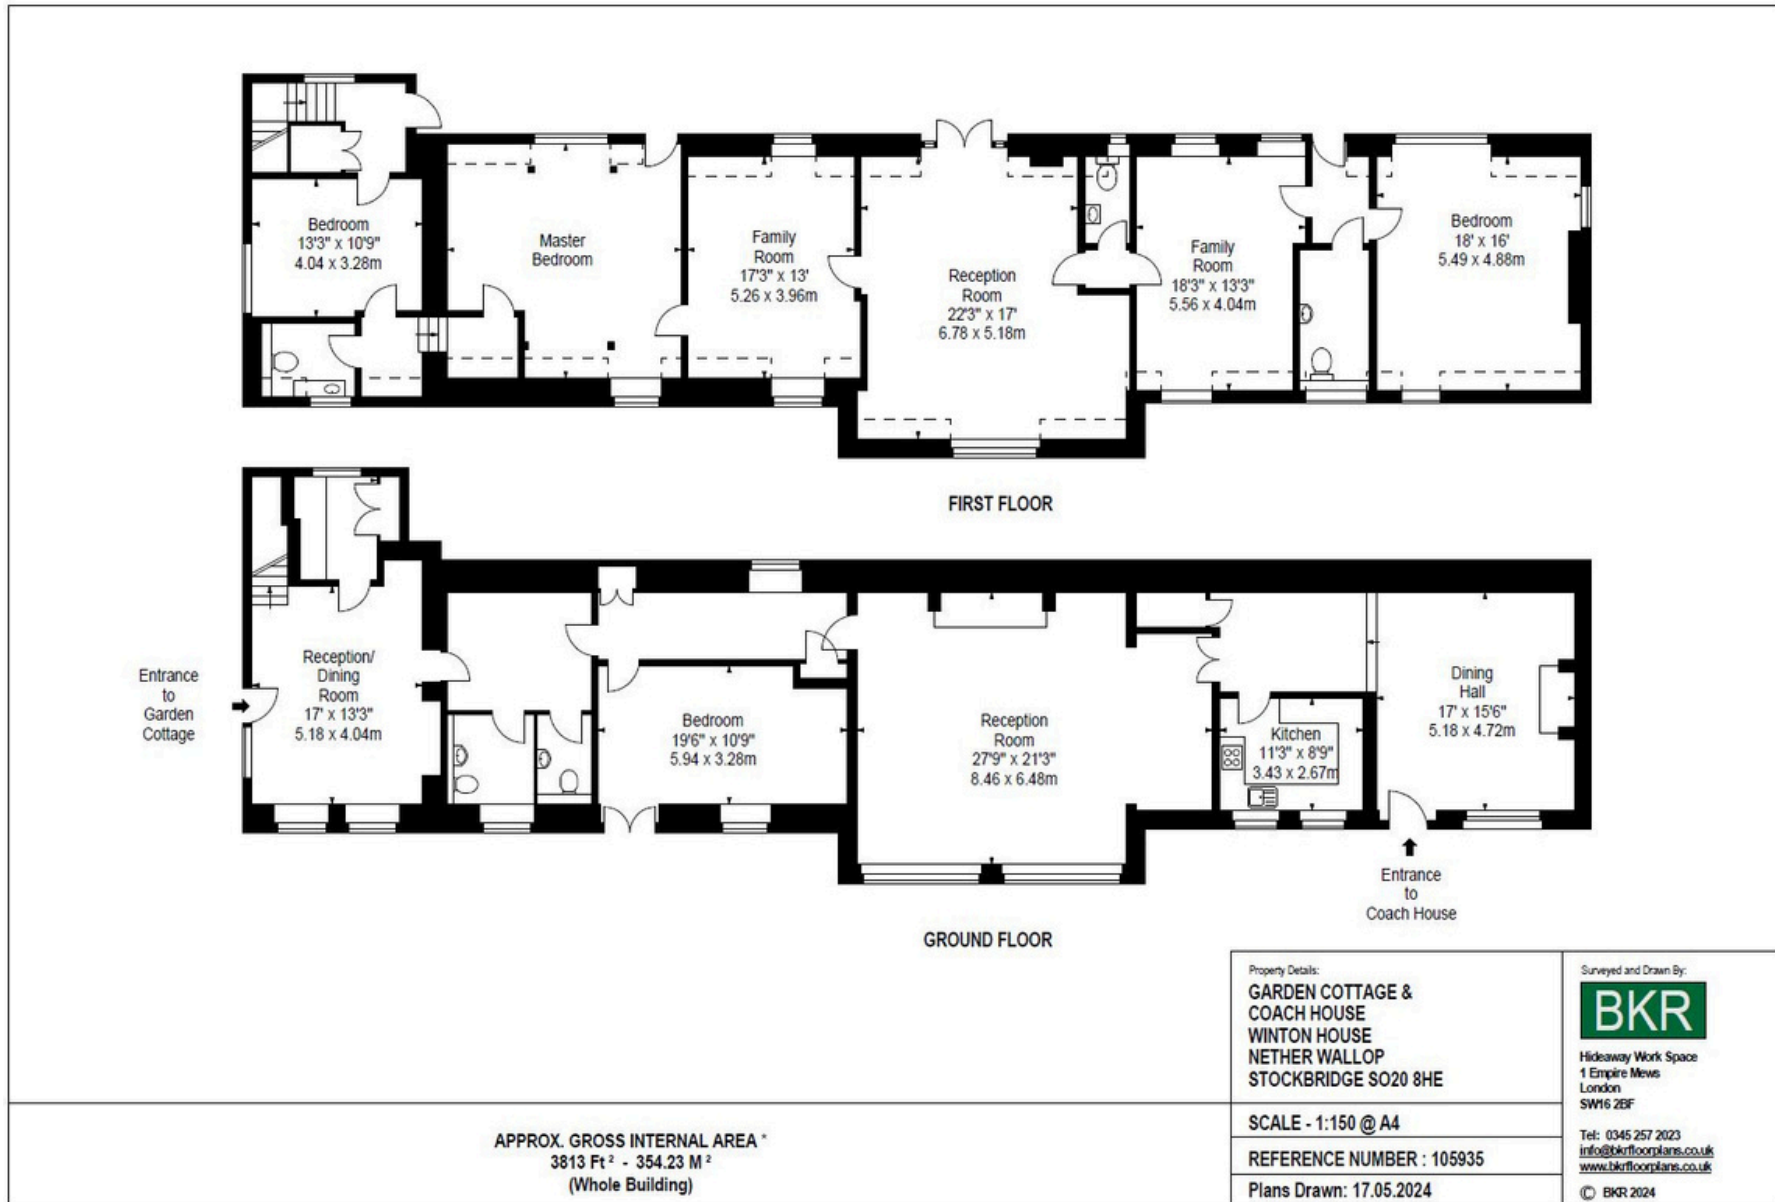 Bedroom
13'3" x 10'9"
4.04 x 3.28m
Master
Bedroom
Family
Room
17'3" x 13'
5.26 x 3.96m
Reception
Room
22'3" x 17'
6.78 x 5.18m
Family
Room
18'3" x 13'3"
5.56 x 4.04m
Bedroom
18' x 16'
5.49 x 4.88m
FIRST FLOOR
Entrance
to
Garden
Cottage
Reception/
Dining
Room
17' x 13'3"
5.18 x 4.04m
Bedroom
19'6" x 10'9"
5.94 x 3.28m
Reception
Room
27'9" x 21'3"
8.46 x 6.48m
Kitchen
11'3" x 8'9"
3.43 x 2.67m
Dining
Hall
17' x 15'6"
5.18 x 4.72m
Entrance
to
Coach House
GROUND FLOOR
APPROX. GROSS INTERNAL AREA *
3813 Ft ² - 354.23 M ²
(Whole Building)
Property Details:
GARDEN COTTAGE &
COACH HOUSE
WINTON HOUSE
NETHER WALLOP
STOCKBRIDGE SO20 8HE
SCALE - 1:150 @ A4
REFERENCE NUMBER : 105935
Plans Drawn: 17.05.2024
Surveyed and Drawn By:
BKR
Hideaway Work Space
1 Empire Mews
London
SW16 2BF
Tel: 0345 257 2023
info@bkrfloorplans.co.uk
www.bkrfloorplans.co.uk
© BKR 2024